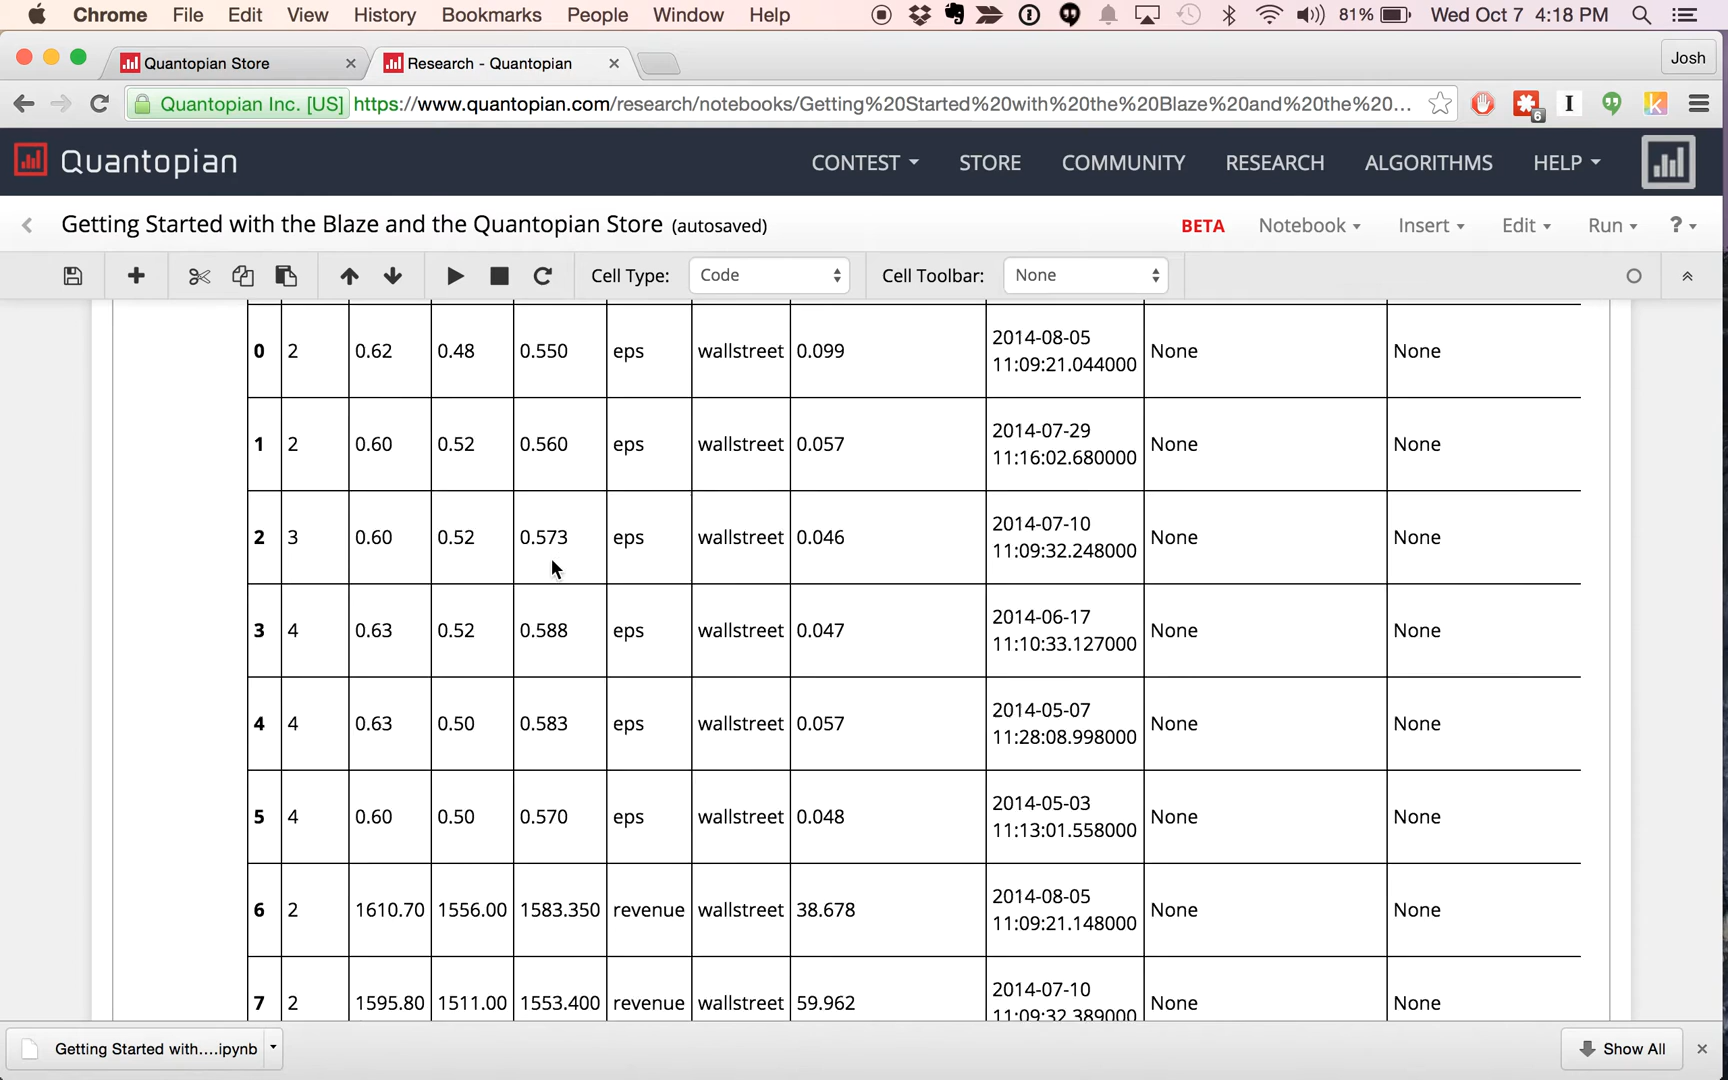 Chrome File Edit View History Bookmarks People Window Help 81% Wed Oct 7 4:18 PM
Quantopian Store × Research - Quantopian × Josh
Quantopian Inc. [US] https://www.quantopian.com/research/notebooks/Getting%20Started%20with%20the%20Blaze%20and%20the%20... 6
Quantopian CONTEST STORE COMMUNITY RESEARCH ALGORITHMS HELP
Getting Started with the Blaze and the Quantopian Store (autosaved) BETA Notebook Insert Edit Run ?
Cell Type: Code Cell Toolbar: None
0 2 0.62 0.48 0.550 eps wallstreet 0.099 2014-08-05 None None
11:09:21.044000
1 2 0.60 0.52 0.560 eps wallstreet 0.057 2014-07-29 None None
11:16:02.680000
2 3 0.60 0.52 0.573 eps wallstreet 0.046 2014-07-10 None None
11:09:32.248000
3 4 0.63 0.52 0.588 eps wallstreet 0.047 2014-06-17 None None
11:10:33.127000
4 4 0.63 0.50 0.583 eps wallstreet 0.057 2014-05-07 None None
11:28:08.998000
5 4 0.60 0.50 0.570 eps wallstreet 0.048 2014-05-03 None None
11:13:01.558000
6 2 1610.70 1556.00 1583.350 revenue wallstreet 38.678 2014-08-05 None None
11:09:21.148000
7 2 1595.80 1511.00 1553.400 revenue wallstreet 59.962 2014-07-10 None None
11:09:32.389000
Getting Started with....ipynb Show All ×